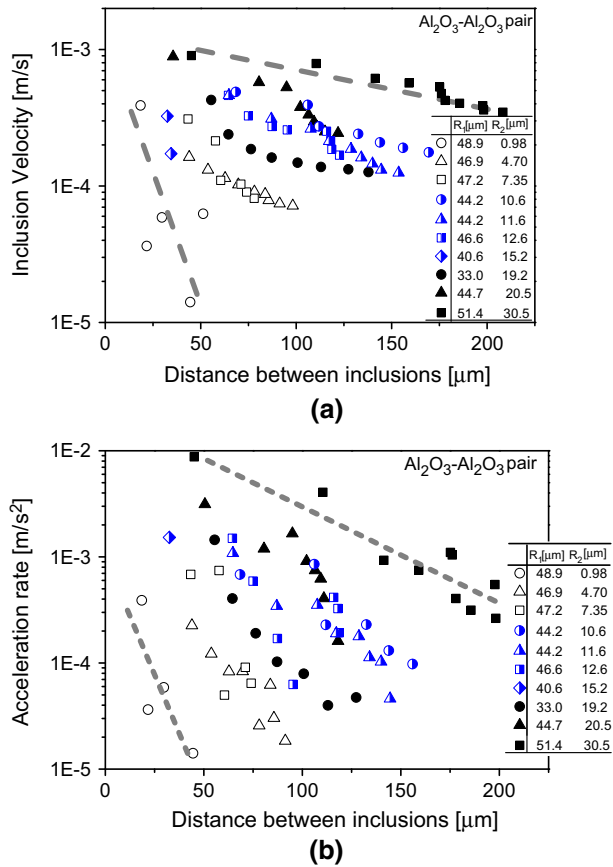 Al₂O₃-Al₂O₃ pair
1E-3
1E-4
1E-5
Inclusion Velocity [m/s]
R₁[μm] R₂[μm]
48.9 0.98
46.9 4.70
47.2 7.35
44.2 10.6
44.2 11.6
46.6 12.6
40.6 15.2
33.0 19.2
44.7 20.5
51.4 30.5
0 50 100 150 200
Distance between inclusions [μm]
(a)
Al₂O₃-Al₂O₃ pair
1E-2
1E-3
1E-4
1E-5
Acceleration rate [m/s²]
R₁[μm] R₂[μm]
48.9 0.98
46.9 4.70
47.2 7.35
44.2 10.6
44.2 11.6
46.6 12.6
40.6 15.2
33.0 19.2
44.7 20.5
51.4 30.5
0 50 100 150 200
Distance between inclusions [μm]
(b)